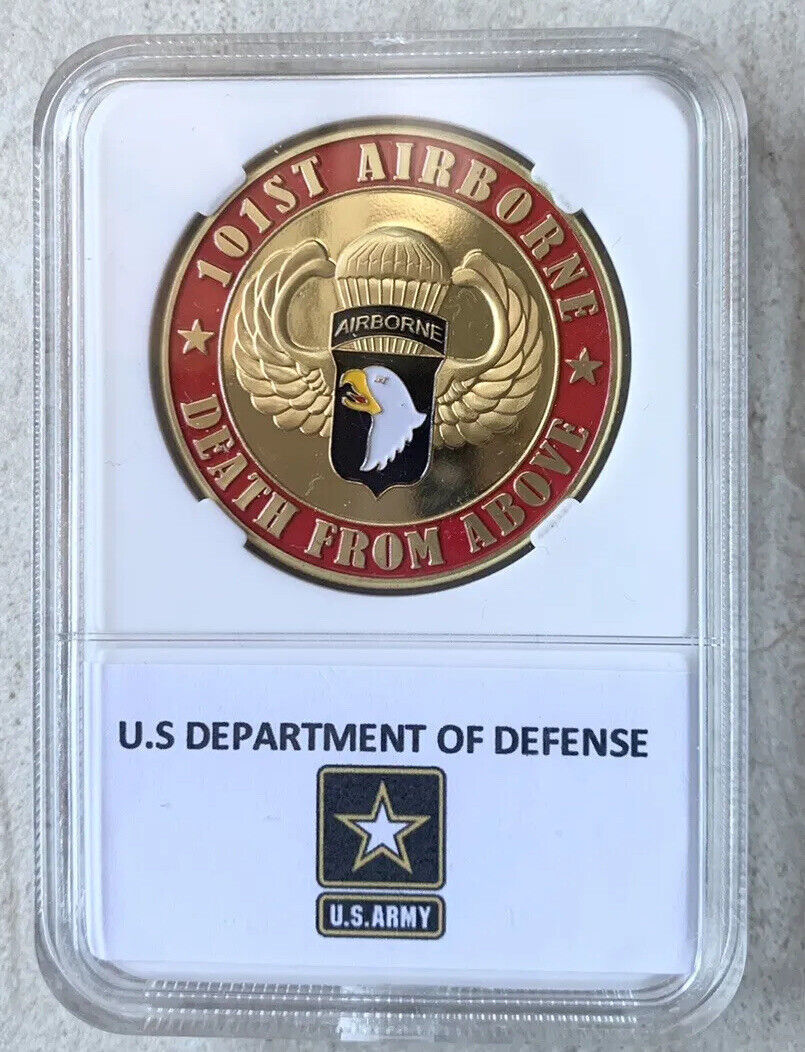 101ST AIRBORNE
AIRBORNE
DEATH FROM ABOVE
U.S DEPARTMENT OF DEFENSE
U.S.ARMY